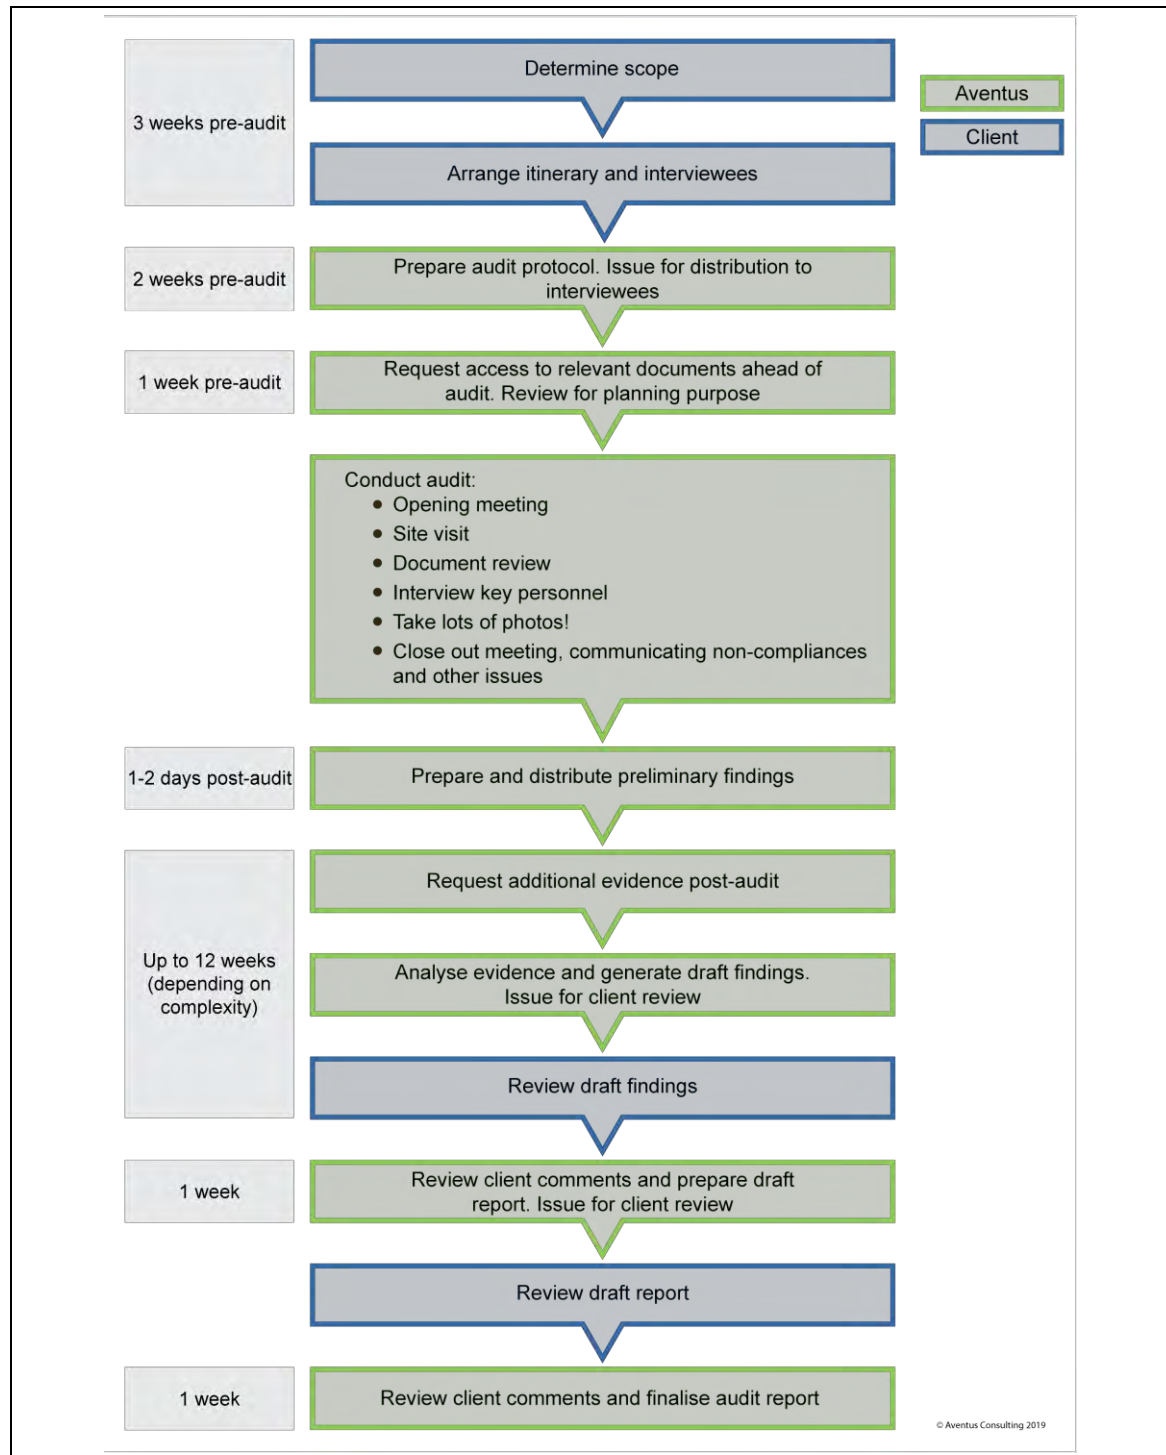 3 weeks pre-audit
Determine scope
Aventus
Client
Arrange itinerary and interviewees
2 weeks pre-audit
Prepare audit protocol. Issue for distribution to
interviewees
1 week pre-audit
Request access to relevant documents ahead of
audit. Review for planning purpose
Conduct audit:
• Opening meeting
• Site visit
• Document review
• Interview key personnel
• Take lots of photos!
• Close out meeting, communicating non-compliances
and other issues
1-2 days post-audit
Prepare and distribute preliminary findings
Up to 12 weeks
(depending on
complexity)
Request additional evidence post-audit
Analyse evidence and generate draft findings.
Issue for client review
Review draft findings
1 week
Review client comments and prepare draft
report. Issue for client review
Review draft report
1 week
Review client comments and finalise audit report
© Aventus Consulting 2019